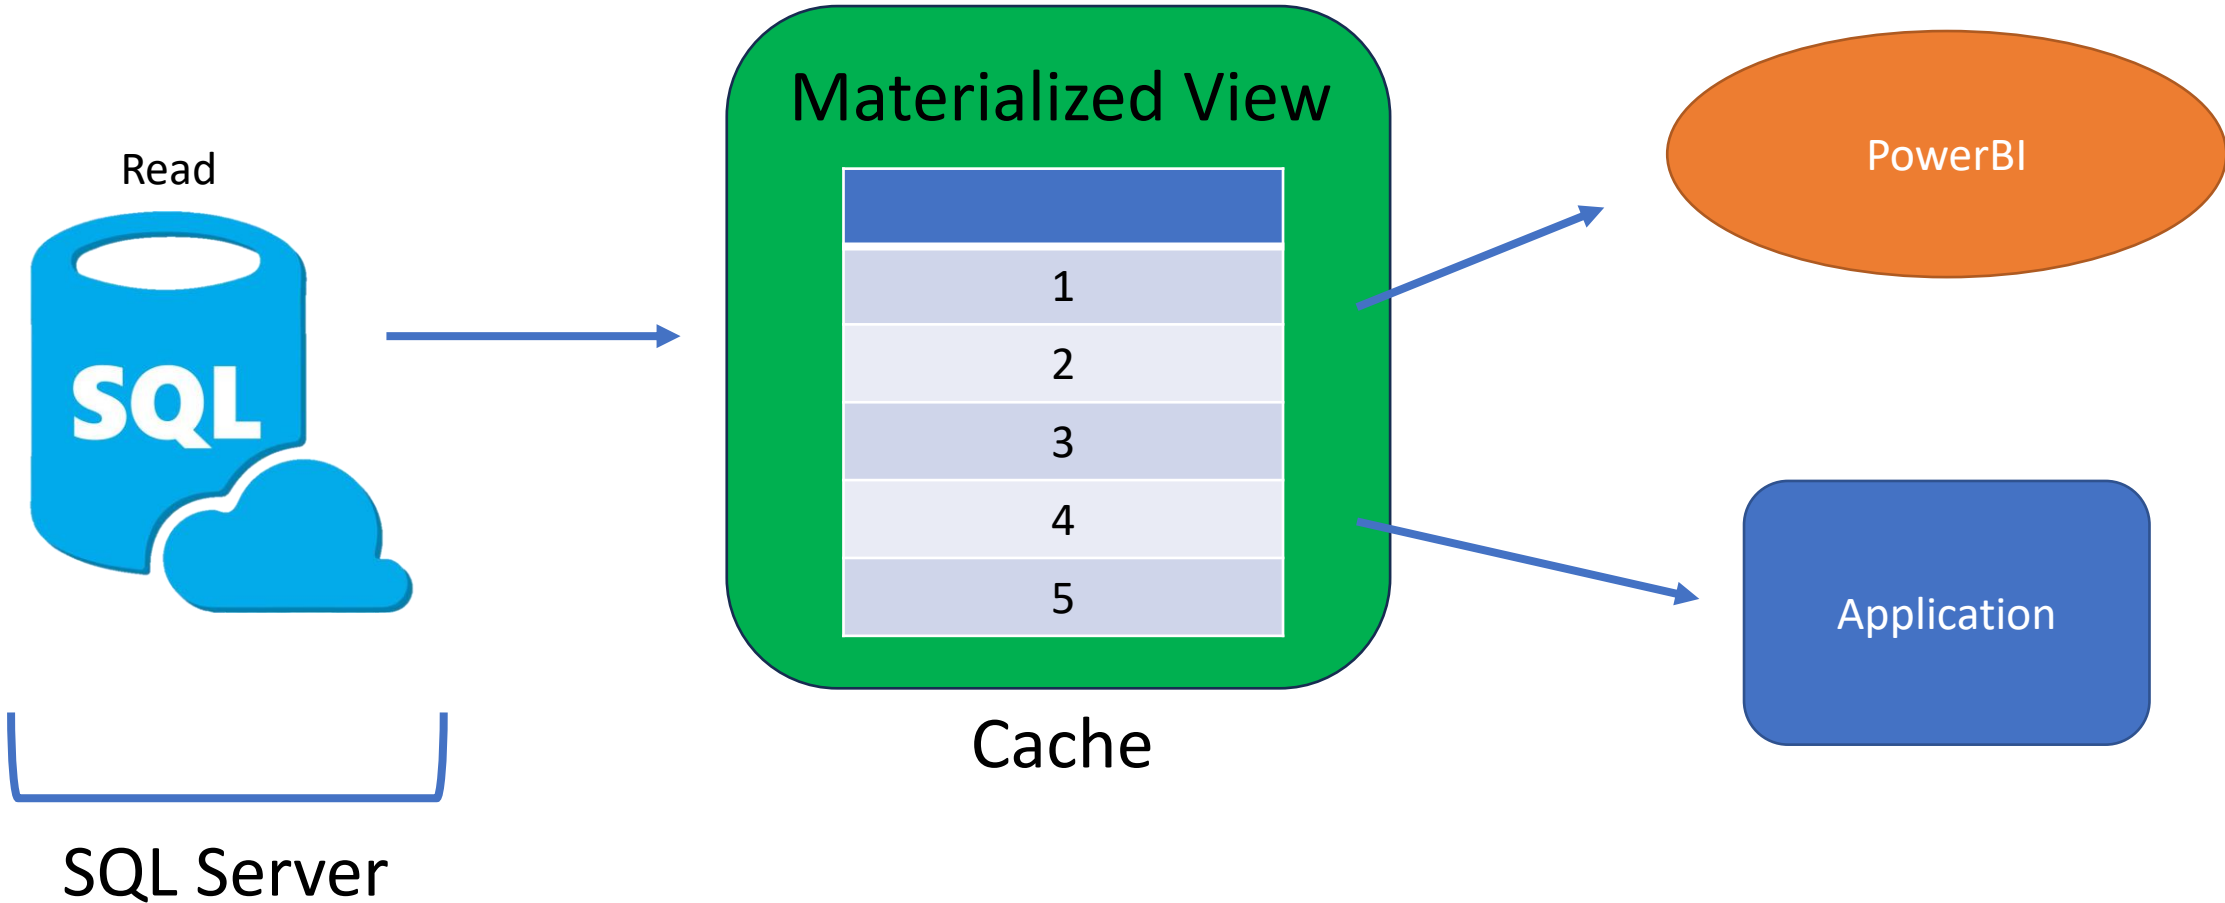 Read
SQL
SQL Server
Materialized View
1
2
3
4
5
Cache
PowerBI
Application